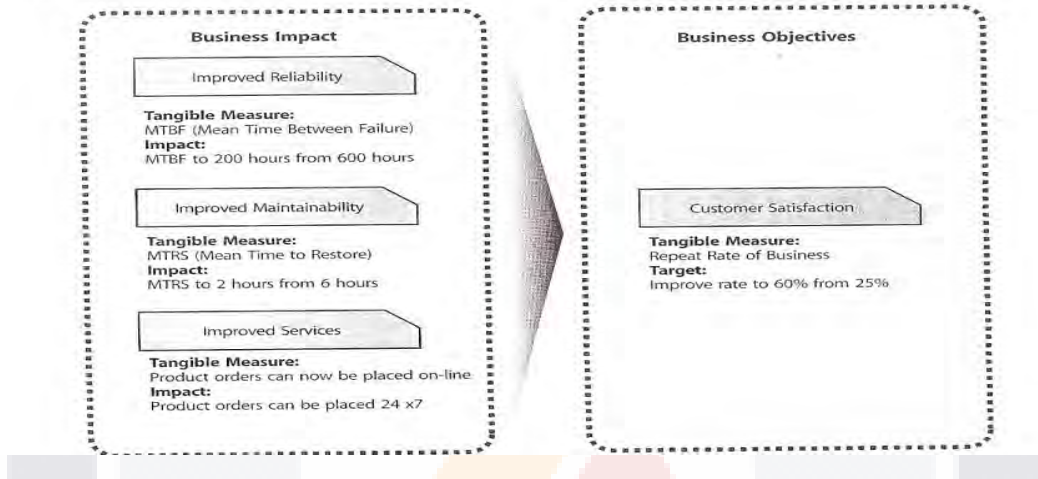 Business Impact
Improved Reliability
Tangible Measure:
MTBF (Mean Time Between Failure)
Impact:
MTBF to 200 hours from 600 hours
Improved Maintainability
Tangible Measure:
MTRS (Mean Time to Restore)
Impact:
MTRS to 2 hours from 6 hours
Improved Services
Tangible Measure:
Product orders can now be placed on-line
Impact:
Product orders can be placed 24 x7
Business Objectives
Customer Satisfaction
Tangible Measure:
Repeat Rate of Business
Target:
Improve rate to 60% from 25%